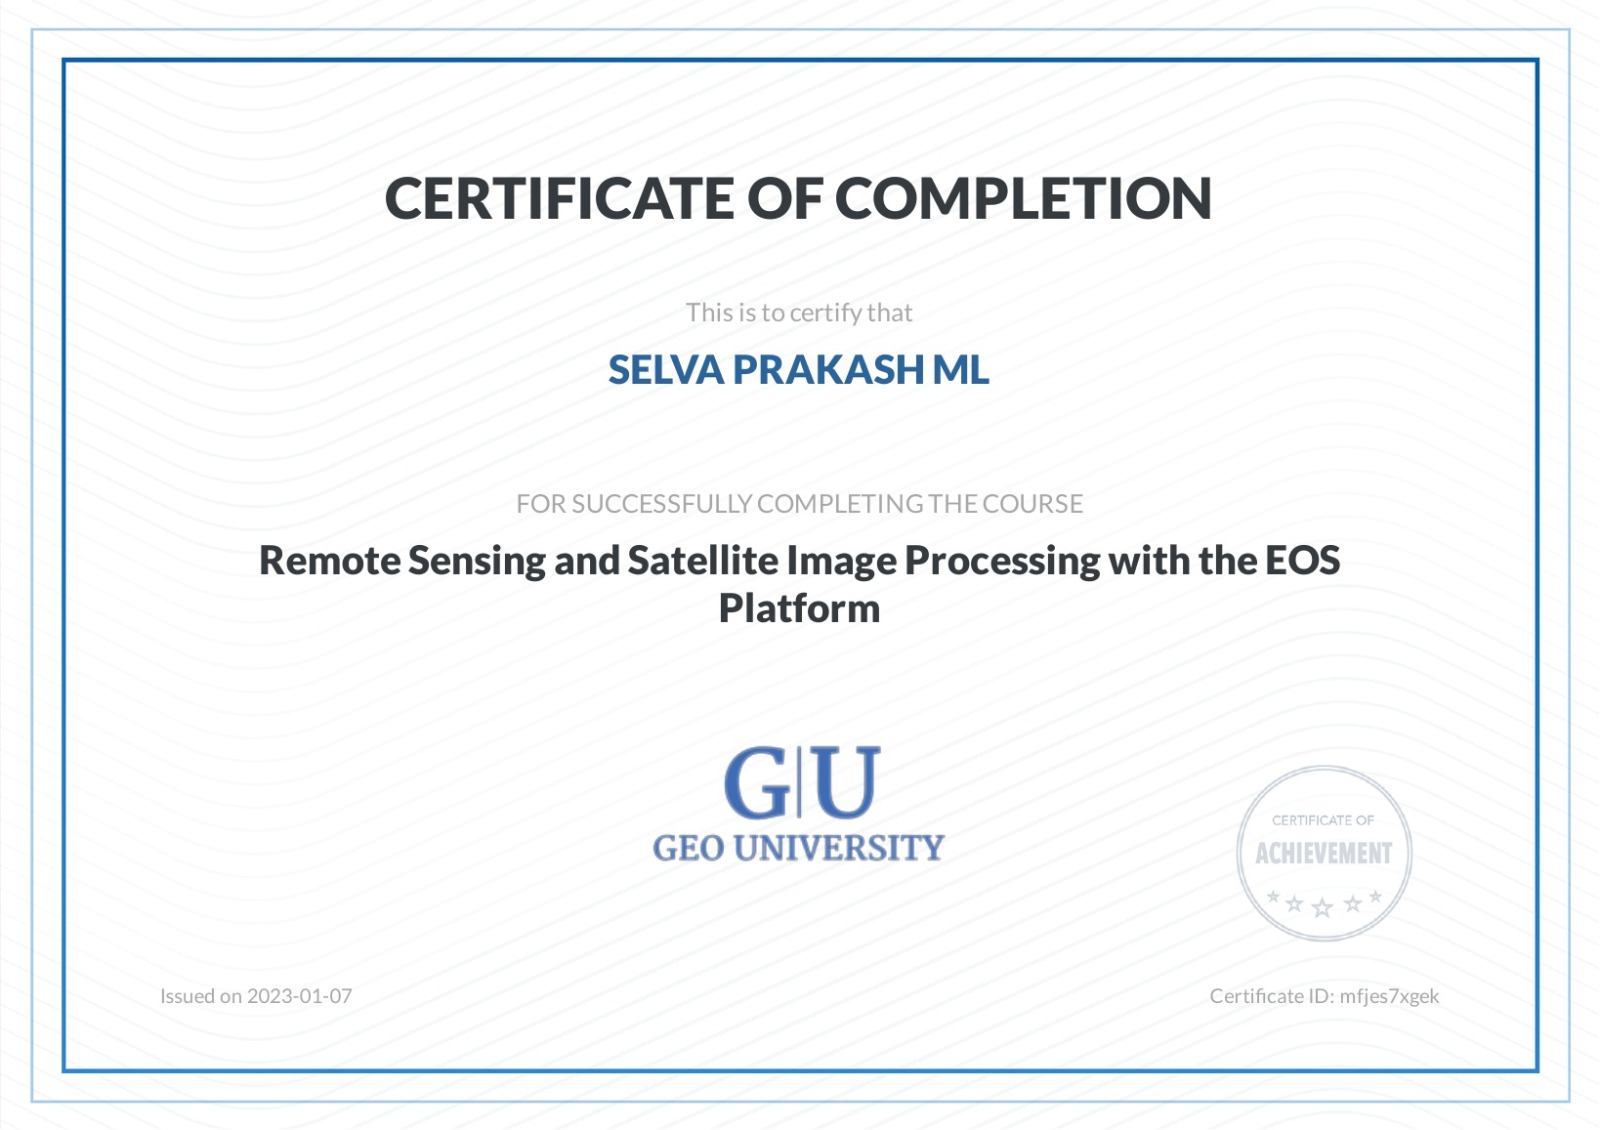 CERTIFICATE OF COMPLETION
This is to certify that
SELVA PRAKASH ML
FOR SUCCESSFULLY COMPLETING THE COURSE
Remote Sensing and Satellite Image Processing with the EOS
Platform
G|U
GEO UNIVERSITY
CERTIFICATE OF
ACHIEVEMENT
Issued on 2023-01-07
Certificate ID: mfjes7xgek